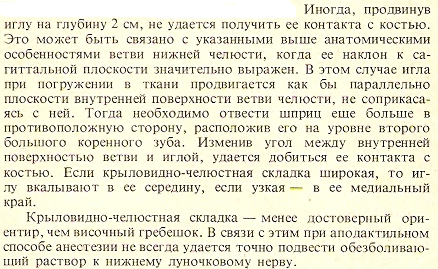 Иногда, продвинув
иглу на глубину 2 см, не удается получить ее контакта с костью.
Это может быть связано с указанными выше анатомическими
особенностями ветви нижней челюсти, когда ее наклон к са-
гиттальной плоскости значительно выражен. В этом случае игла
при погружении в ткани продвигается как бы параллельно
плоскости внутренней поверхности ветви челюсти, не соприкаса-
ясь с ней. Тогда необходимо отвести шприц еще больше в
противоположную сторону, расположив его на уровне второго
большого коренного зуба. Изменив угол между внутренней
поверхностью ветви и иглой, удается добиться ее контакта с
костью. Если крыловидно-челюстная складка широкая, то иг-
лу вкалывают в ее середину, если узкая — в ее медиальный
край.
Крыловидно-челюстная складка — менее достоверный ори-
ентир, чем височный гребешок. В связи с этим при аподактильном
способе анестезии не всегда удается точно подвести обезболиваю-
щий раствор к нижнему луночковому нерву.